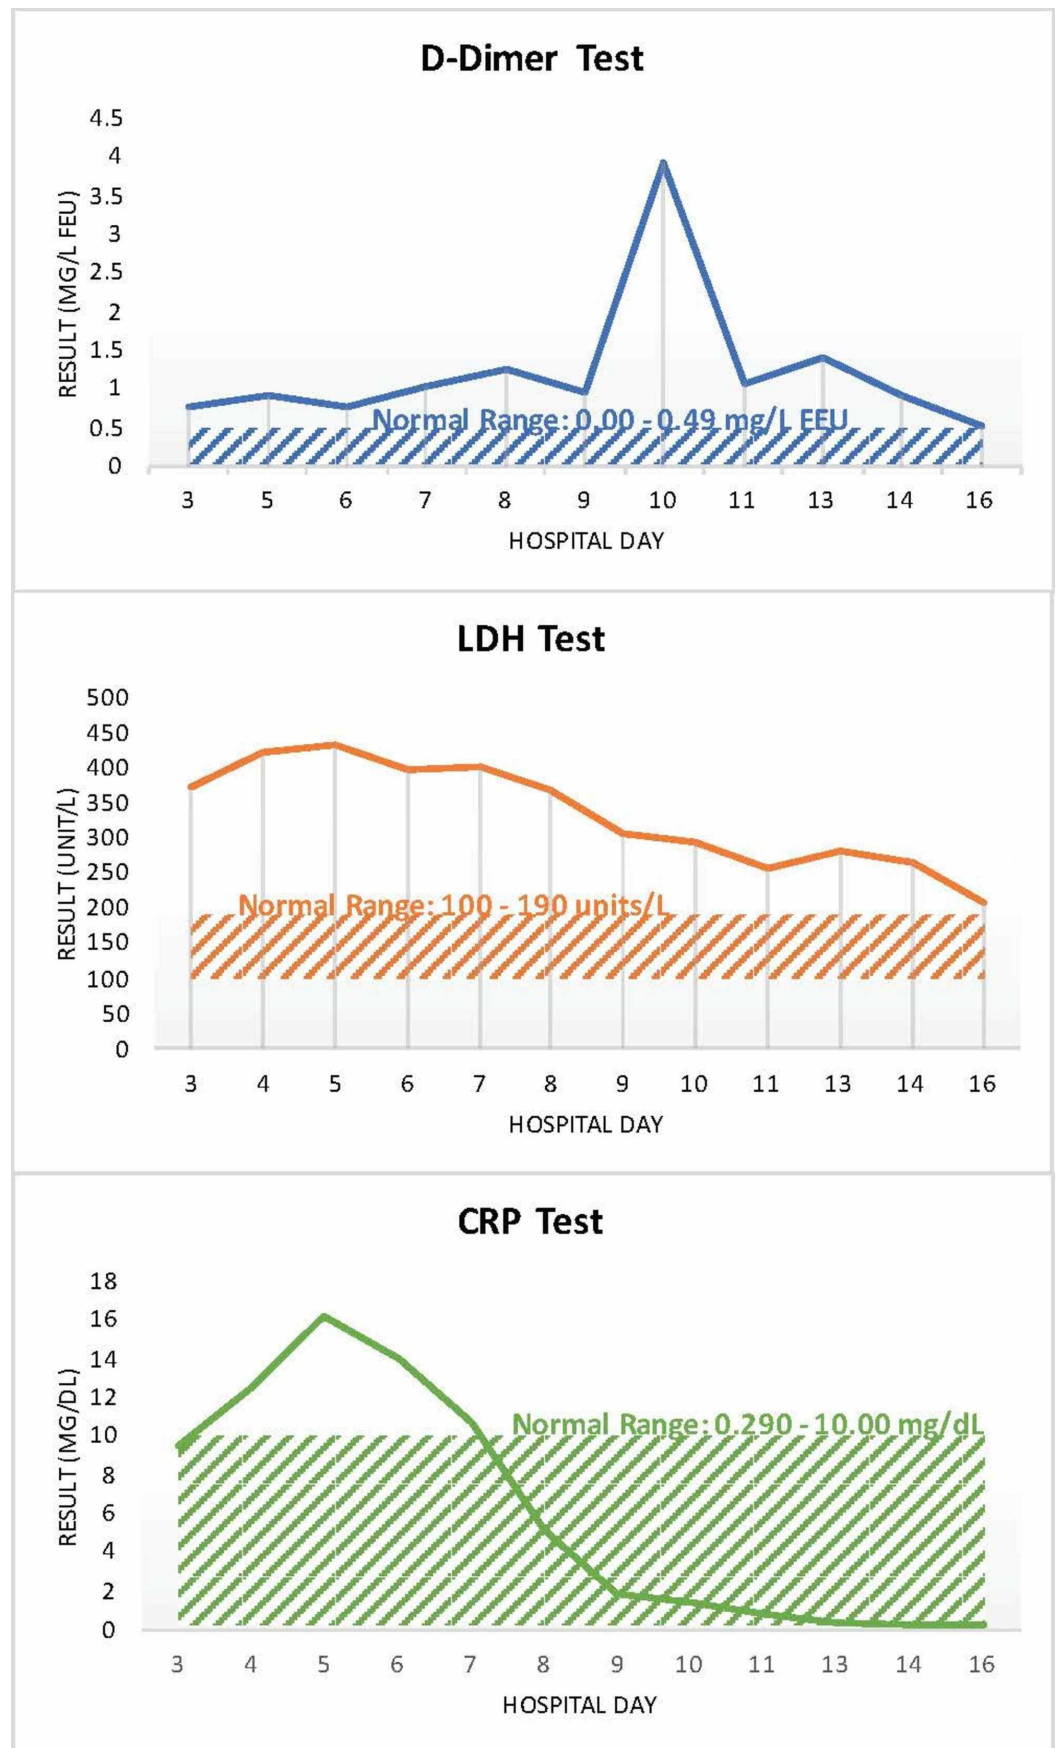 D-Dimer Test
4.5
4
3.5
3
2.5
2
1.5
1
0.5
0
RESULT (MG/L FEU)
Normal Range: 0.00 - 0.49 mg/L FEU
3 5 6 7 8 9 10 11 13 14 16
HOSPITAL DAY
LDH Test
500
450
400
350
300
250
200
150
100
50
0
RESULT (UNIT/L)
Normal Range: 100 - 190 units/L
3 4 5 6 7 8 9 10 11 13 14 16
HOSPITAL DAY
CRP Test
18
16
14
12
10
8
6
4
2
0
RESULT (MG/DL)
Normal Range: 0.290 - 10.00 mg/dL
3 4 5 6 7 8 9 10 11 13 14 16
HOSPITAL DAY